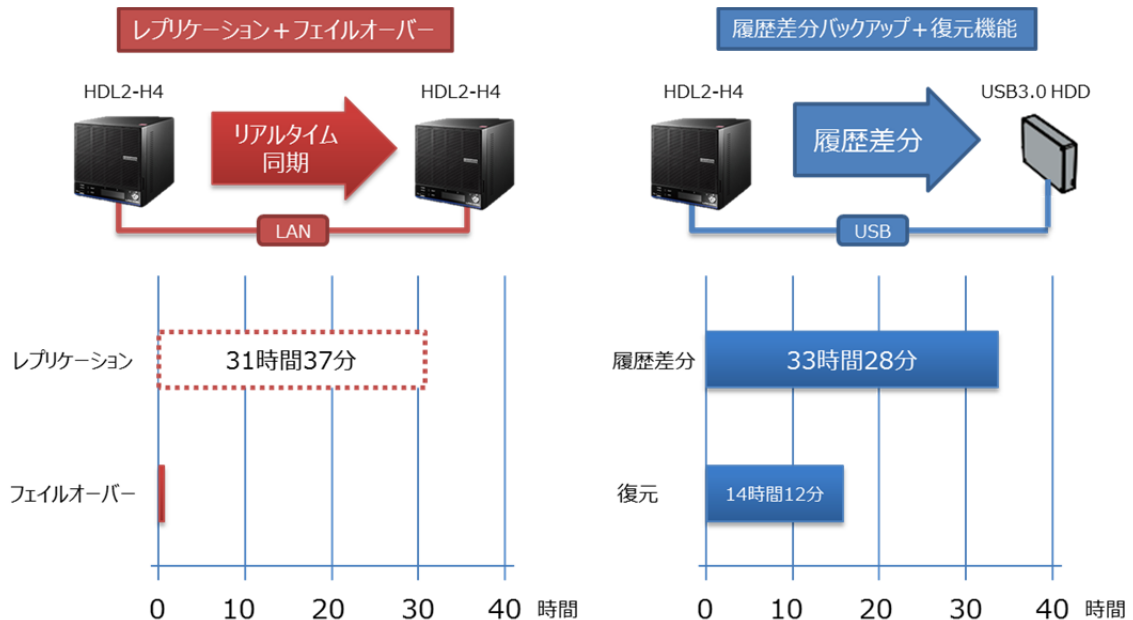 レプリケーション＋フェイルオーバー
HDL2-H4
HDL2-H4
リアルタイム
同期
LAN
レプリケーション
31時間37分
フェイルオーバー
0 10 20 30 40 時間
履歴差分バックアップ＋復元機能
HDL2-H4
USB3.0 HDD
履歴差分
USB
履歴差分
33時間28分
復元
14時間12分
0 10 20 30 40 時間